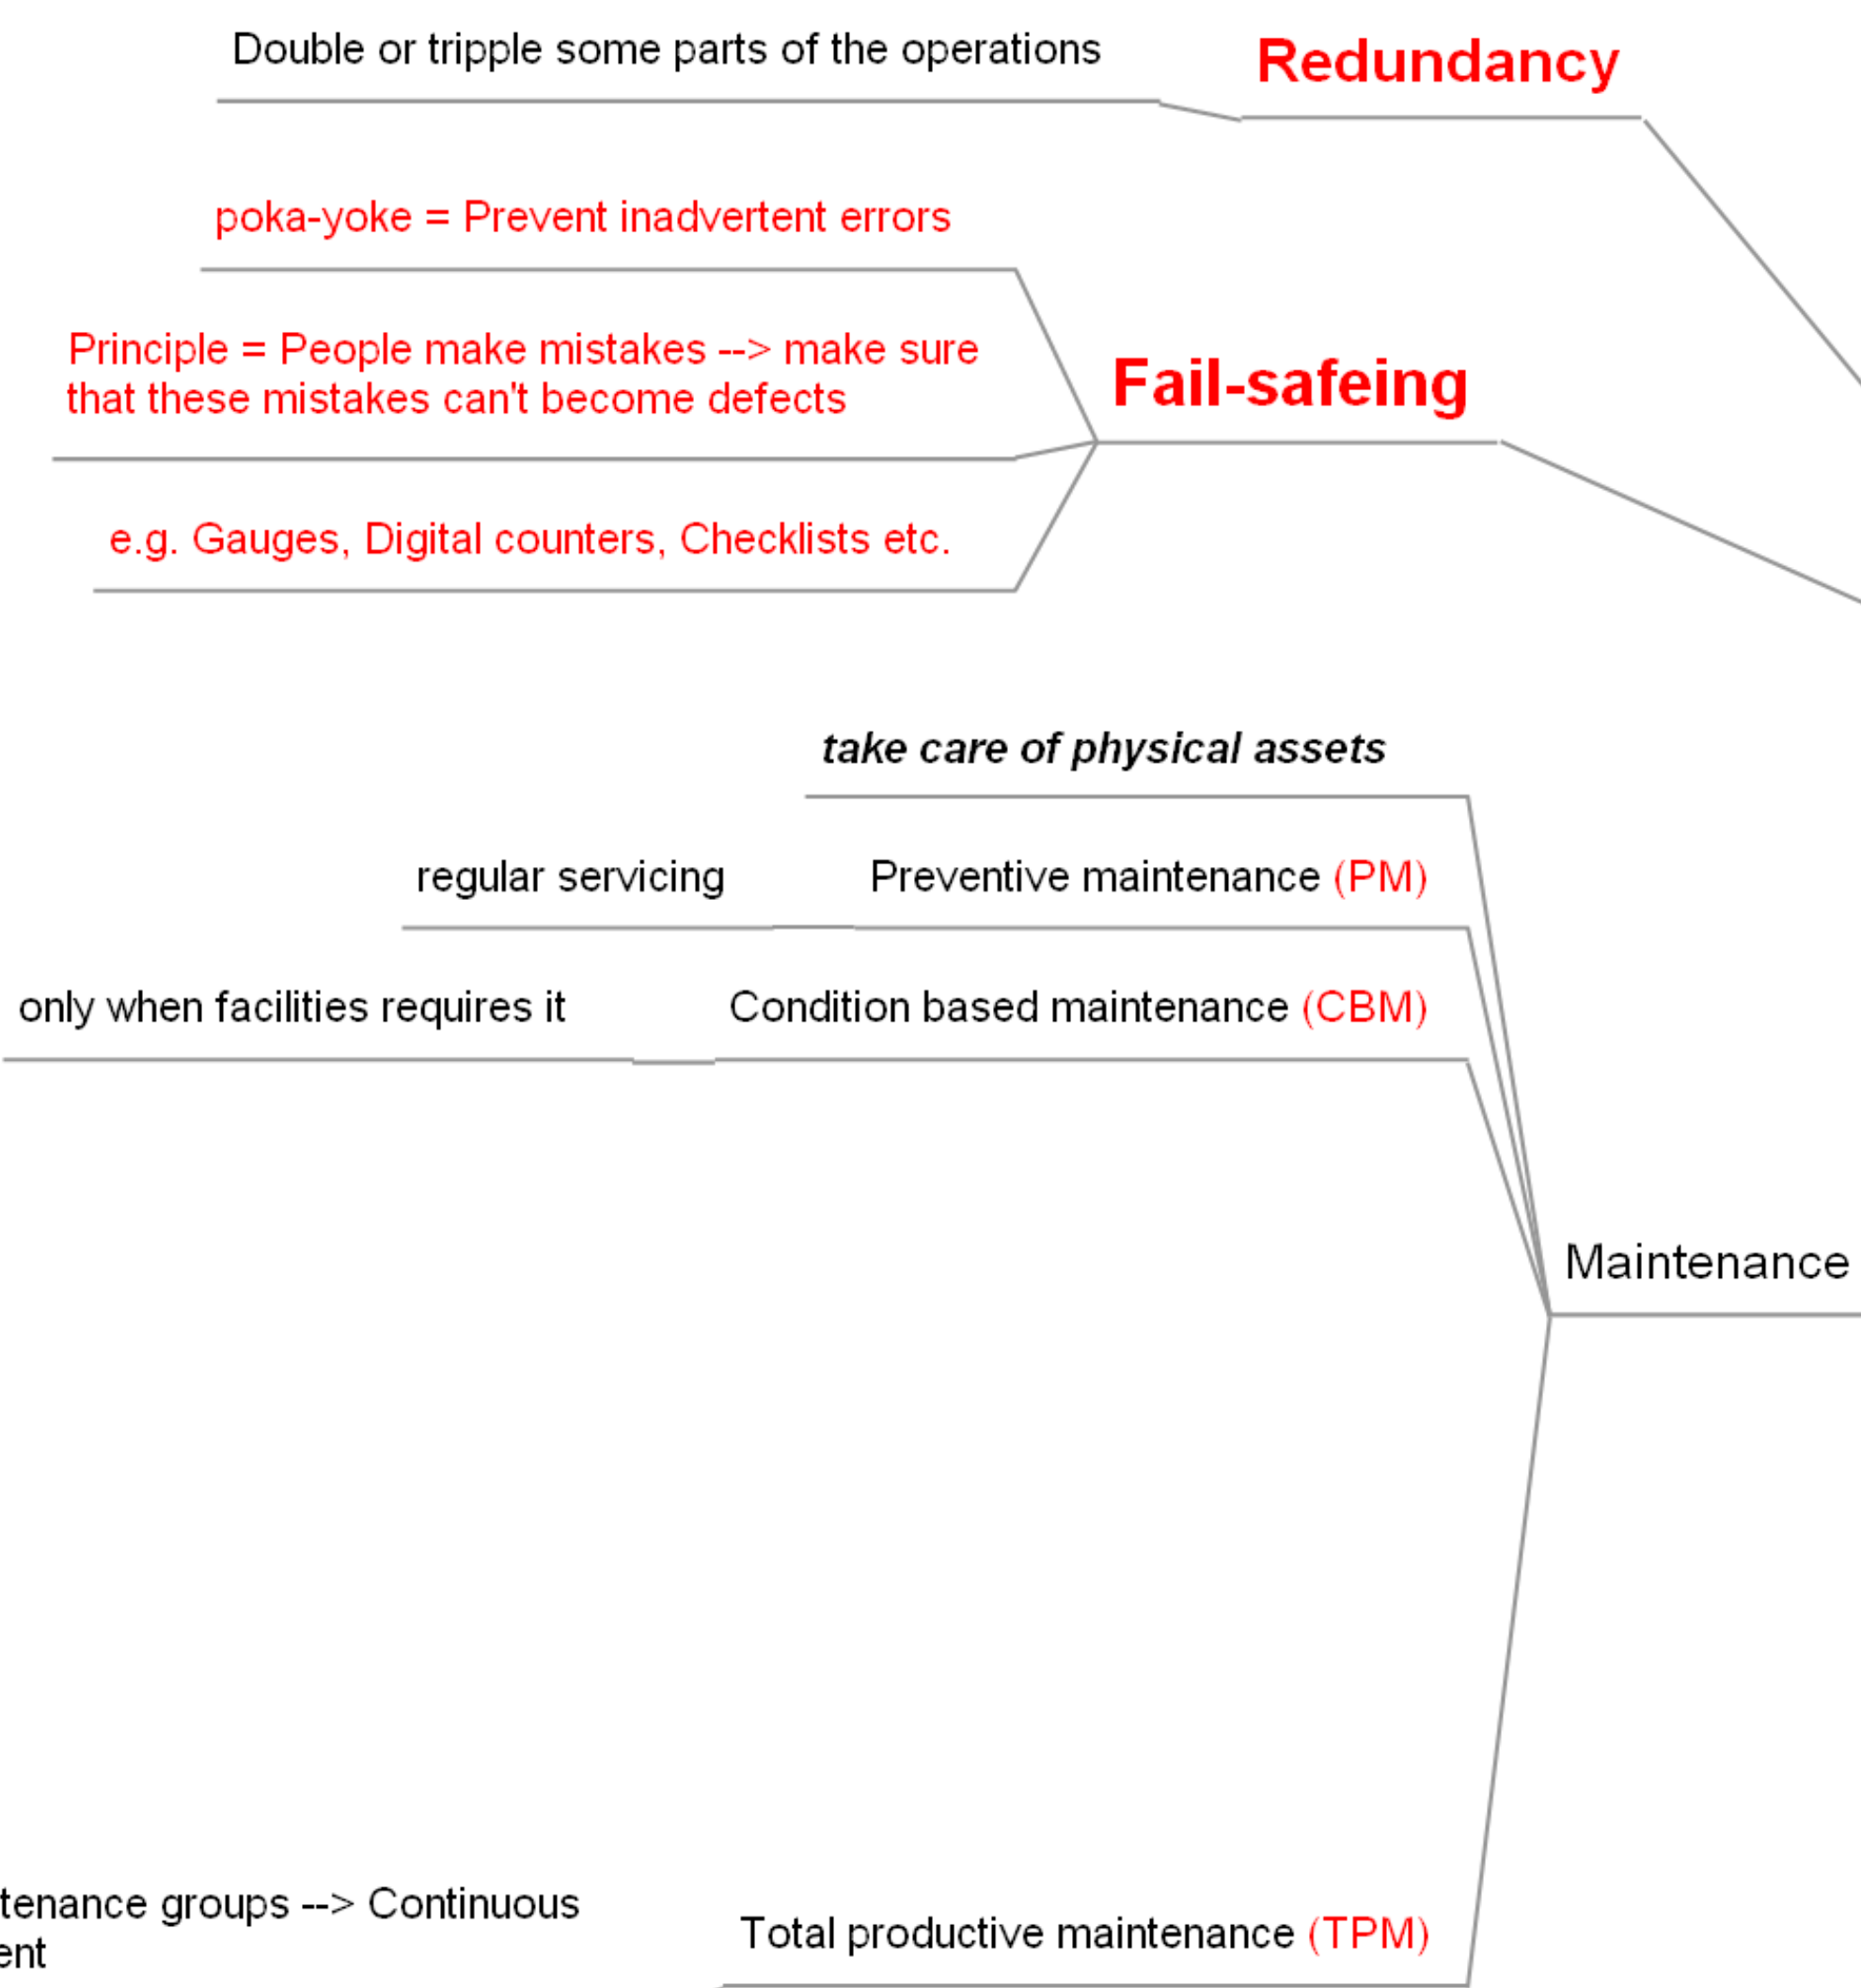 Double or tripple some parts of the operations
Redundancy
poka-yoke = Prevent inadvertent errors
Principle = People make mistakes --> make sure
that these mistakes can't become defects
Fail-safeing
e.g. Gauges, Digital counters, Checklists etc.
take care of physical assets
regular servicing
Preventive maintenance (PM)
only when facilities requires it
Condition based maintenance (CBM)
Maintenance
groups --> Continuous
Total productive maintenance (TPM)